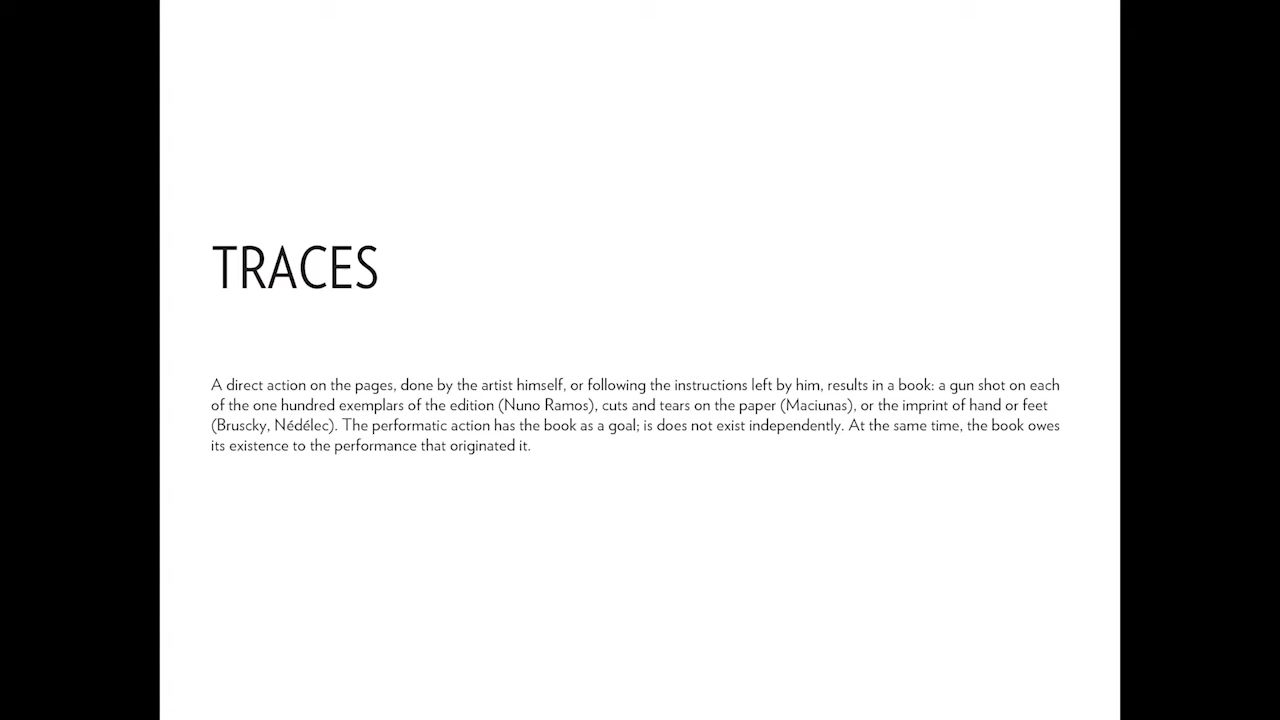 TRACES
A direct action on the pages, done by the artist himself, or following the instructions left by him, results in a book: a gun shot on each
of the one hundred exemplars of the edition (Nuno Ramos), cuts and tears on the paper (Maciunas), or the imprint of hand or feet
(Bruscky, Nédélec). The performatic action has the book as a goal; is does not exist independently. At the same time, the book owes
its existence to the performance that originated it.